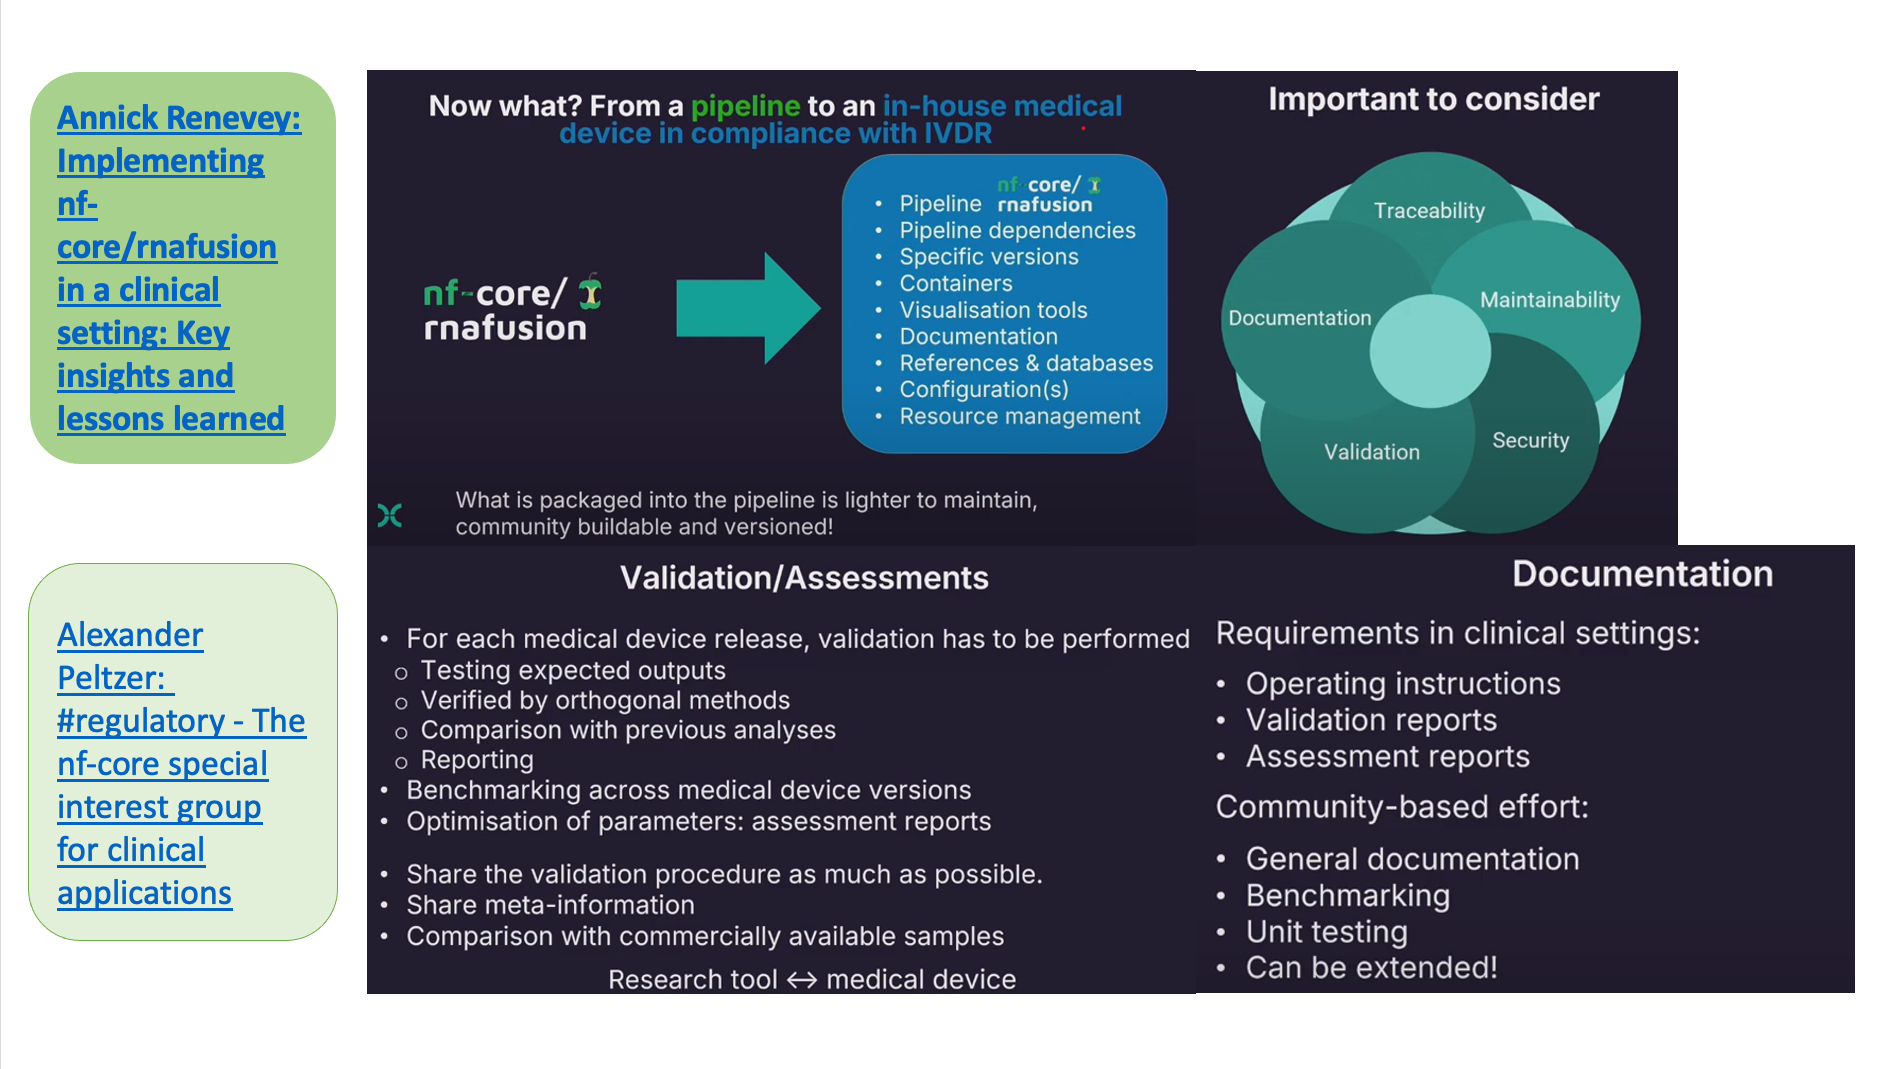 Annick Renevey:
Implementing
nf-
core/rnafusion
in a clinical
setting: Key
insights and
lessons learned
Alexander
Peltzer:
#regulatory - The
nf-core special
interest group
for clinical
applications
Now what? From a pipeline to an in-house medical
device in compliance with IVDR
nf-core/
rnafusion
nf-core/
• Pipeline rnafusion
• Pipeline dependencies
• Specific versions
• Containers
• Visualisation tools
• Documentation
• References & databases
• Configuration(s)
• Resource management
What is packaged into the pipeline is lighter to maintain,
community buildable and versioned!
Important to consider
Traceability
Maintainability
Documentation
Security
Validation
Validation/Assessments
• For each medical device release, validation has to be performed
o Testing expected outputs
o Verified by orthogonal methods
o Comparison with previous analyses
o Reporting
• Benchmarking across medical device versions
• Optimisation of parameters: assessment reports
• Share the validation procedure as much as possible.
• Share meta-information
• Comparison with commercially available samples
Research tool ↔ medical device
Documentation
Requirements in clinical settings:
• Operating instructions
• Validation reports
• Assessment reports
Community-based effort:
• General documentation
• Benchmarking
• Unit testing
• Can be extended!